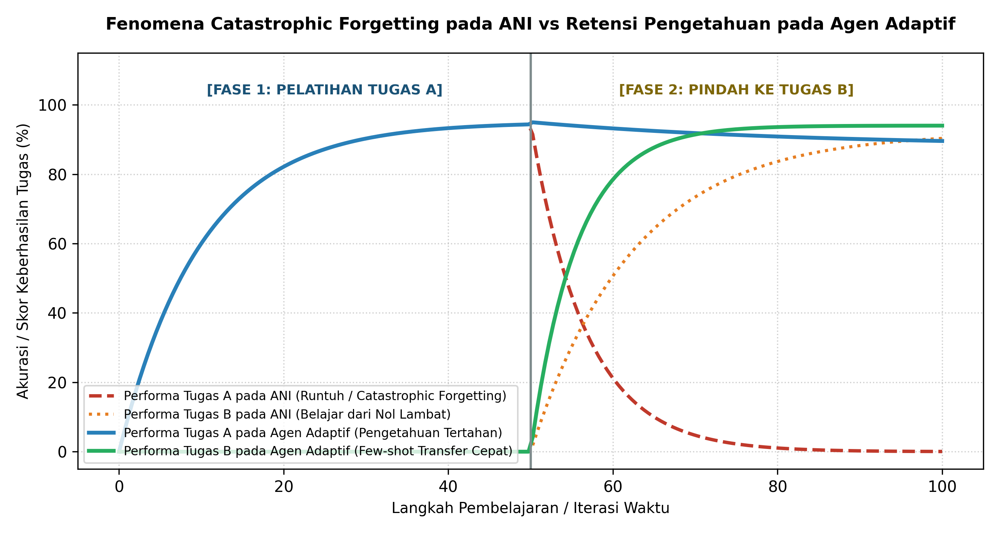 Fenomena Catastrophic Forgetting pada ANI vs Retensi Pengetahuan pada Agen Adaptif
[FASE 1: PELATIHAN TUGAS A]
[FASE 2: PINDAH KE TUGAS B]
Akurasi / Skor Keberhasilan Tugas (%)
100
80
60
40
20
0
Performa Tugas A pada ANI (Runtuh / Catastrophic Forgetting)
Performa Tugas B pada ANI (Belajar dari Nol Lambat)
Performa Tugas A pada Agen Adaptif (Pengetahuan Tertahan)
Performa Tugas B pada Agen Adaptif (Few-shot Transfer Cepat)
0 20 40 60 80 100
Langkah Pembelajaran / Iterasi Waktu